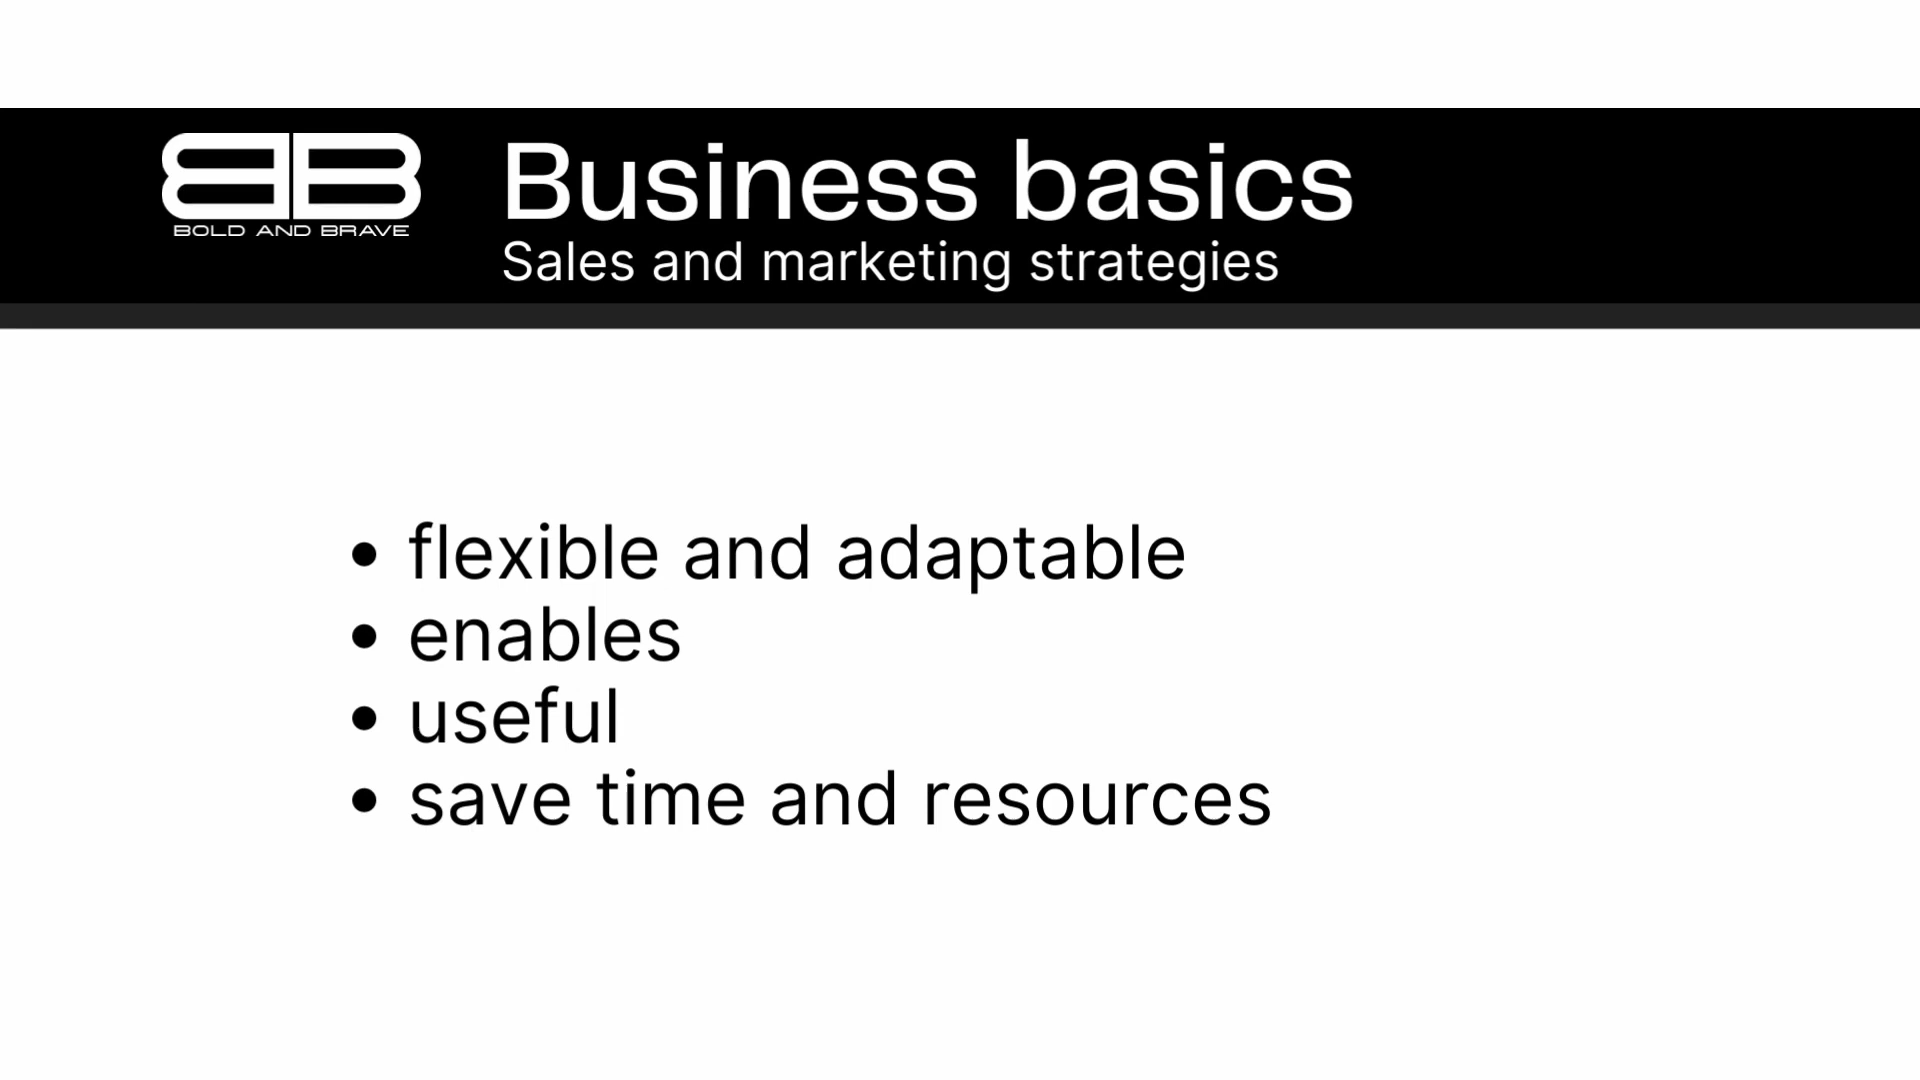 BOLD AND BRAVE
Business basics
Sales and marketing strategies
• flexible and adaptable
• enables
• useful
• save time and resources